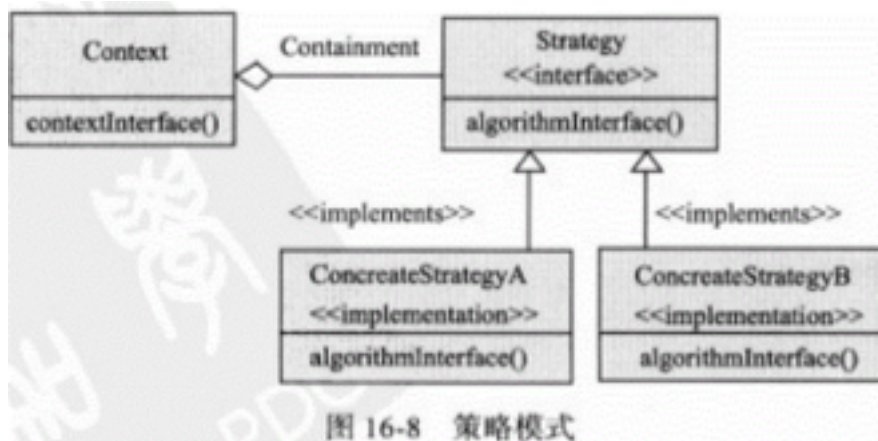 Context
contextInterface()
Containment
Strategy
<<interface>>
algorithmInterface()
<<implements>>
<<implements>>
ConcreateStrategyA
<<implementation>>
algorithmInterface()
ConcreateStrategyB
<<implementation>>
algorithmInterface()
图 16-8 策略模式